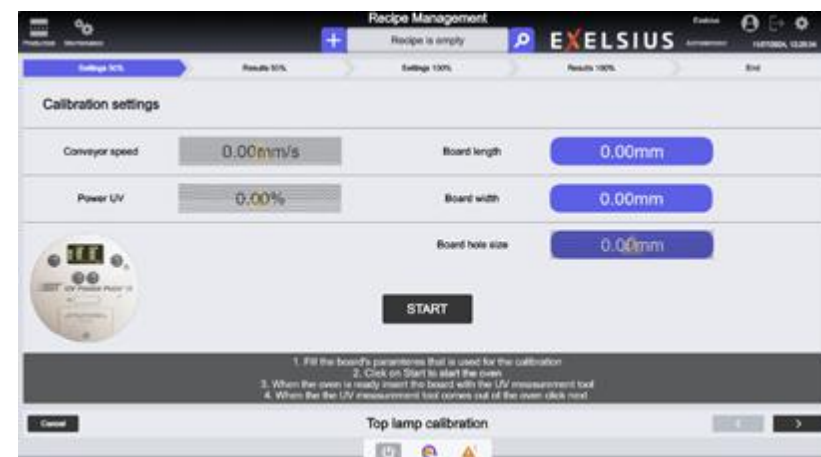 Recipe Management
Recipe is empty
EXELSIUS
Settings 50%
Results 50%
Settings 100%
Results 100%
End
Calibration settings
Conveyor speed
0.00mm/s
Board length
0.00mm
Power UV
0.00%
Board width
0.00mm
Board hole size
0.00mm
START
1. Fill the board's parameteres that is used for the calibration
2. Click on Start to start the oven
3. When the oven is ready insert the board with the UV measurement tool
4. When the the UV measurement tool comes out of the oven click next
Cancel
Top lamp calibration